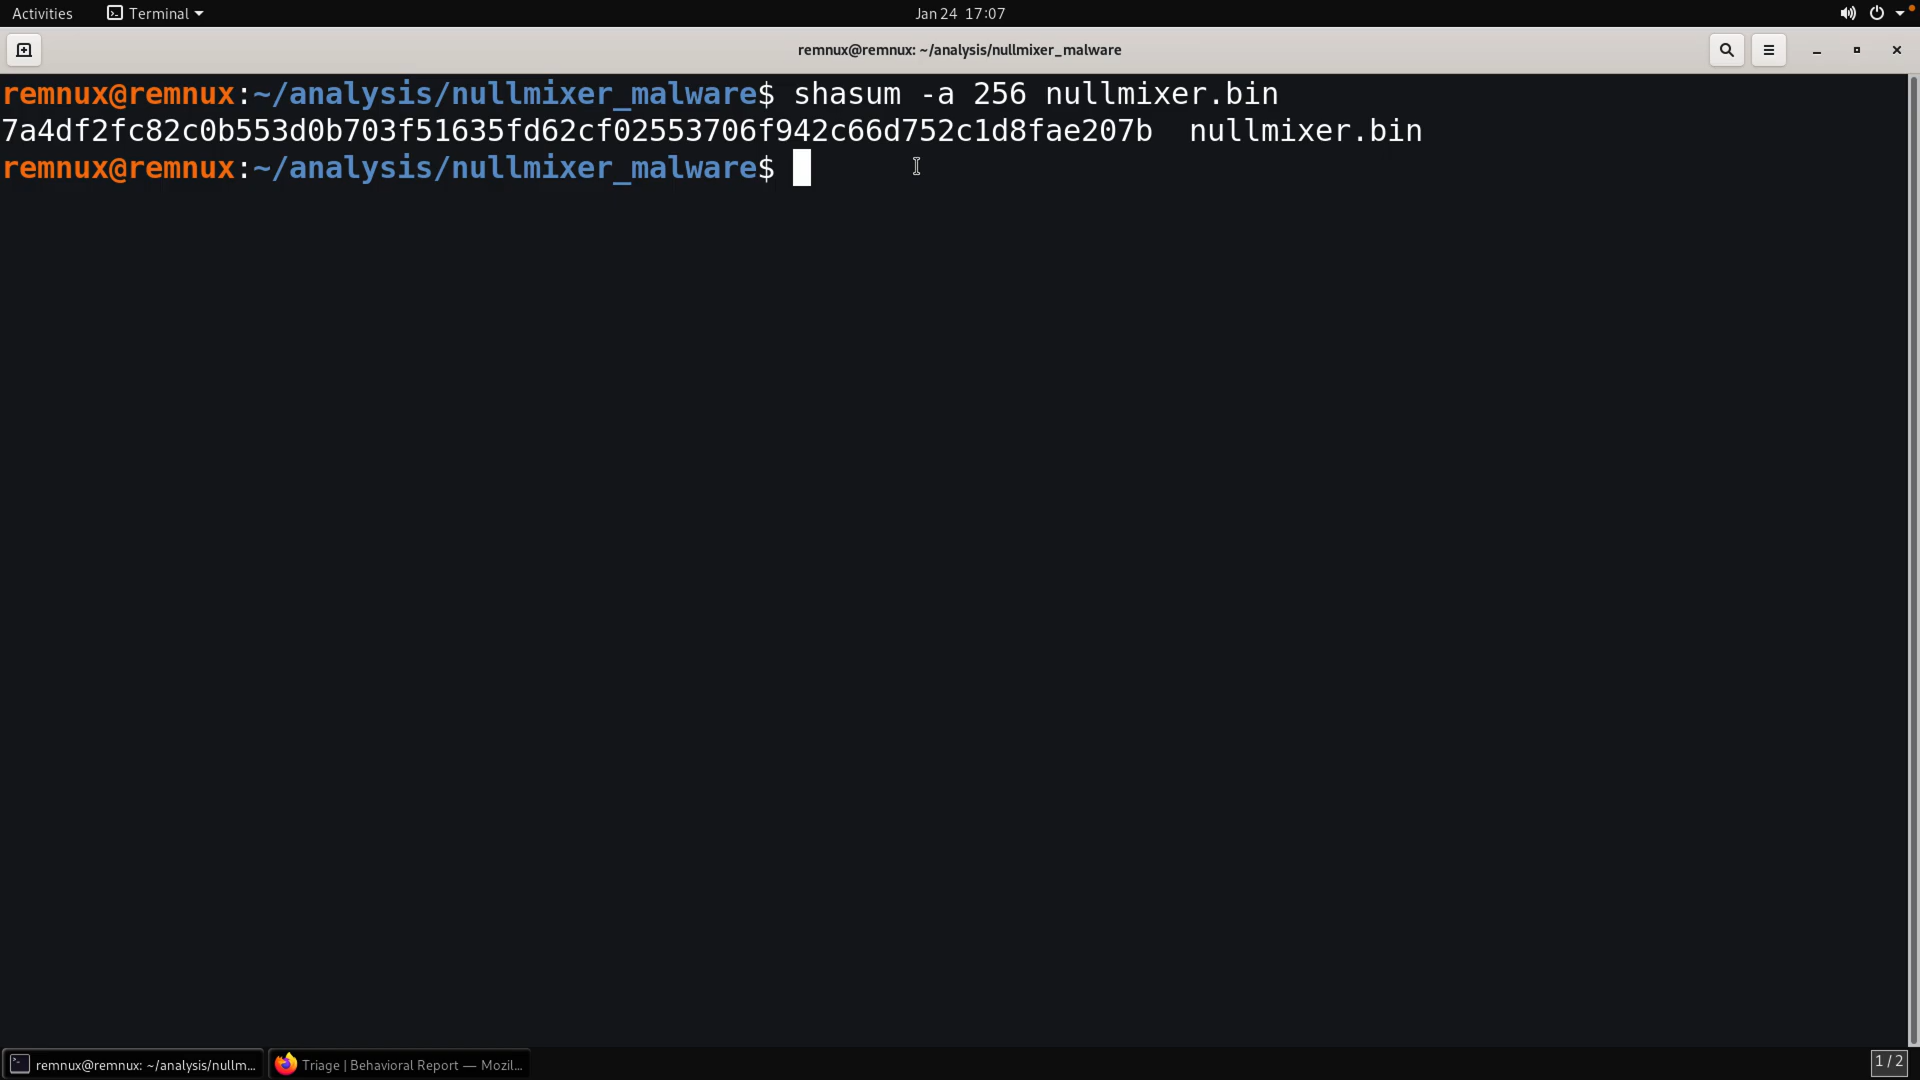 Activities Terminal Jan 24 17:07
remnux@remnux: ~/analysis/nullmixer_malware
remnux@remnux:~/analysis/nullmixer_malware$ shasum -a 256 nullmixer.bin
7a4df2fc82c0b553d0b703f51635fd62cf02553706f942c66d752c1d8fae207b  nullmixer.bin
remnux@remnux:~/analysis/nullmixer_malware$
remnux@remnux: ~/analysis/nullm... Triage | Behavioral Report — Mozil... 1 / 2